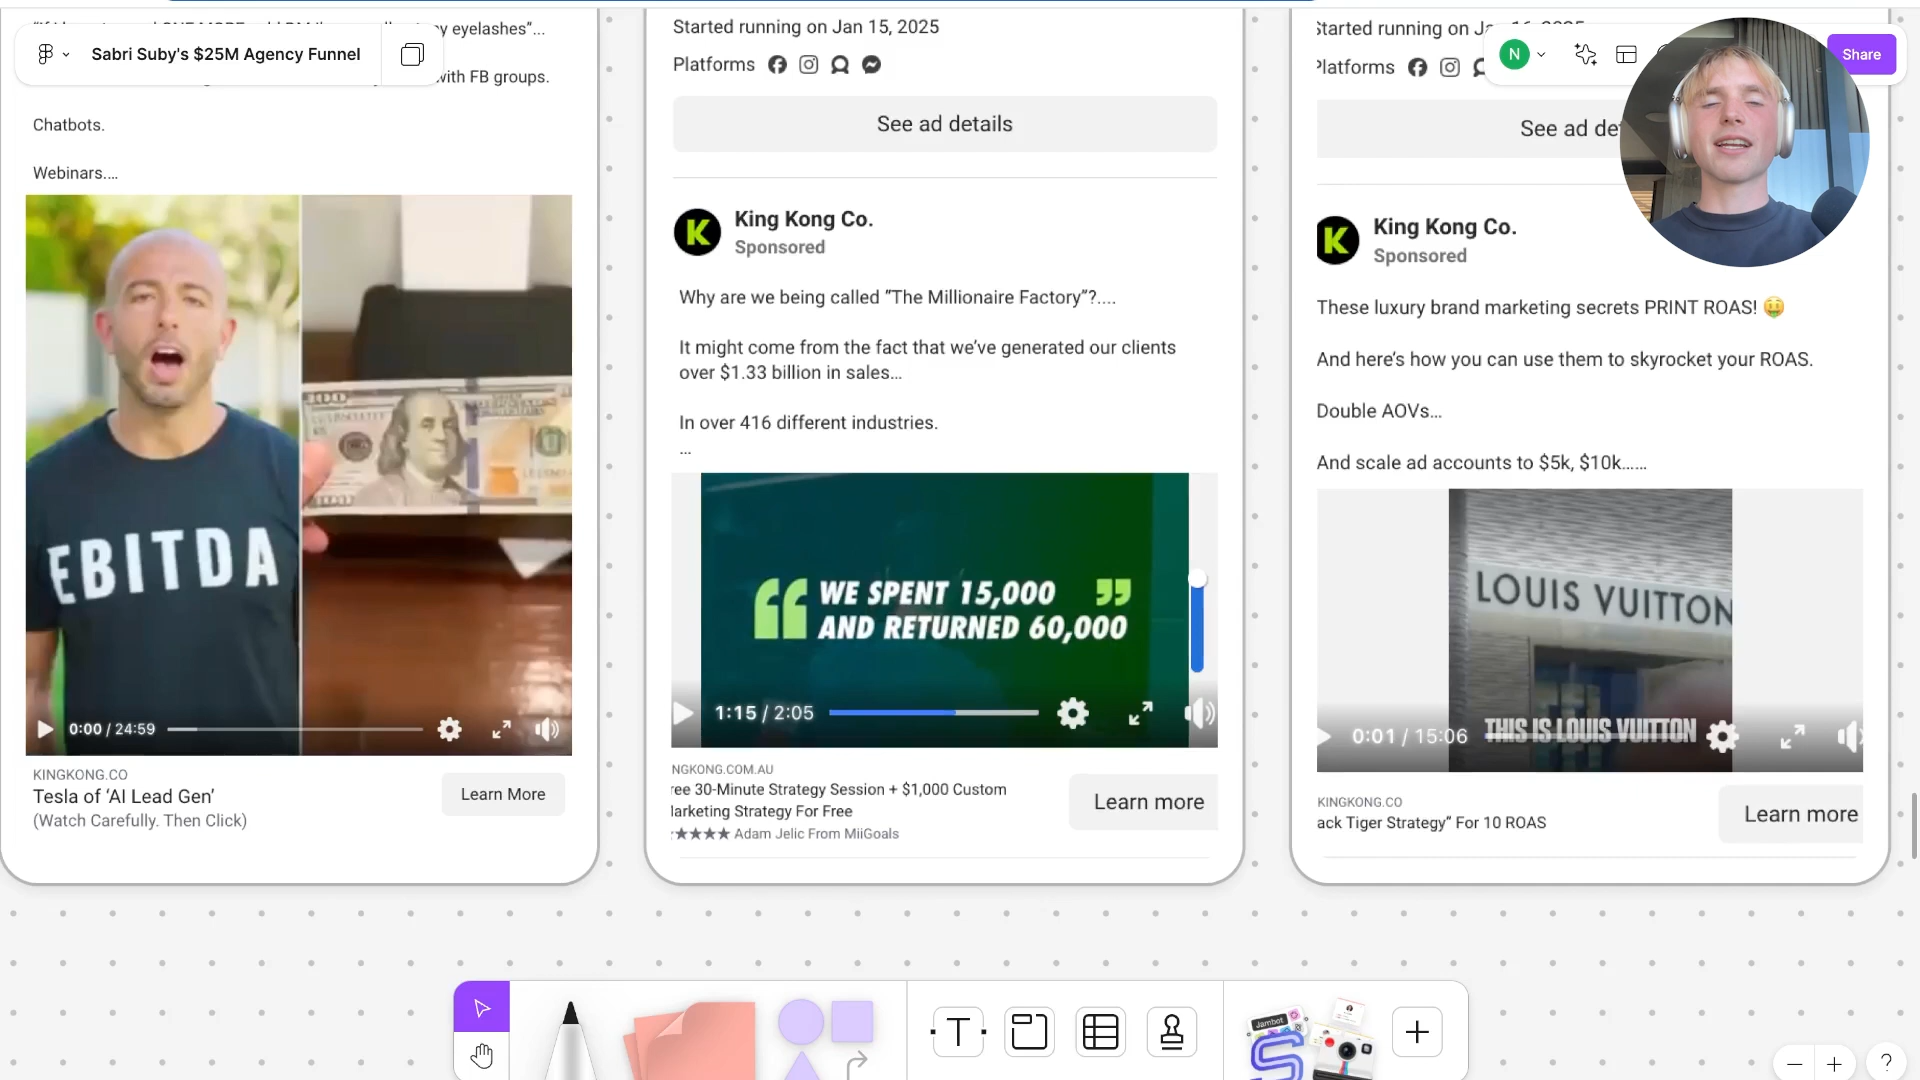 Sabri Suby's $25M Agency Funnel
y eyelashes”...
with FB groups.
Chatbots.
Webinars....
EBITDA
100
0:00 / 24:59
KINGKONG.CO
Tesla of ‘AI Lead Gen’
(Watch Carefully. Then Click)
Learn More
Started running on Jan 15, 2025
Platforms
See ad details
K
King Kong Co.
Sponsored
Why are we being called “The Millionaire Factory”?....
It might come from the fact that we’ve generated our clients
over $1.33 billion in sales...
In over 416 different industries.
...
“ WE SPENT 15,000 ”
AND RETURNED 60,000
1:15 / 2:05
NGKONG.COM.AU
ree 30-Minute Strategy Session + $1,000 Custom
Marketing Strategy For Free
★★★★ Adam Jelic From MiiGoals
Learn more
Started running on Ja
Platforms
N
Share
See ad det
K
King Kong Co.
Sponsored
These luxury brand marketing secrets PRINT ROAS! 🤑
And here’s how you can use them to skyrocket your ROAS.
Double AOVs...
And scale ad accounts to $5k, $10k......
LOUIS VUITTON
THIS IS LOUIS VUITTON
0:01 / 15:06
KINGKONG.CO
ack Tiger Strategy” For 10 ROAS
Learn more
T
Jambot
S
?